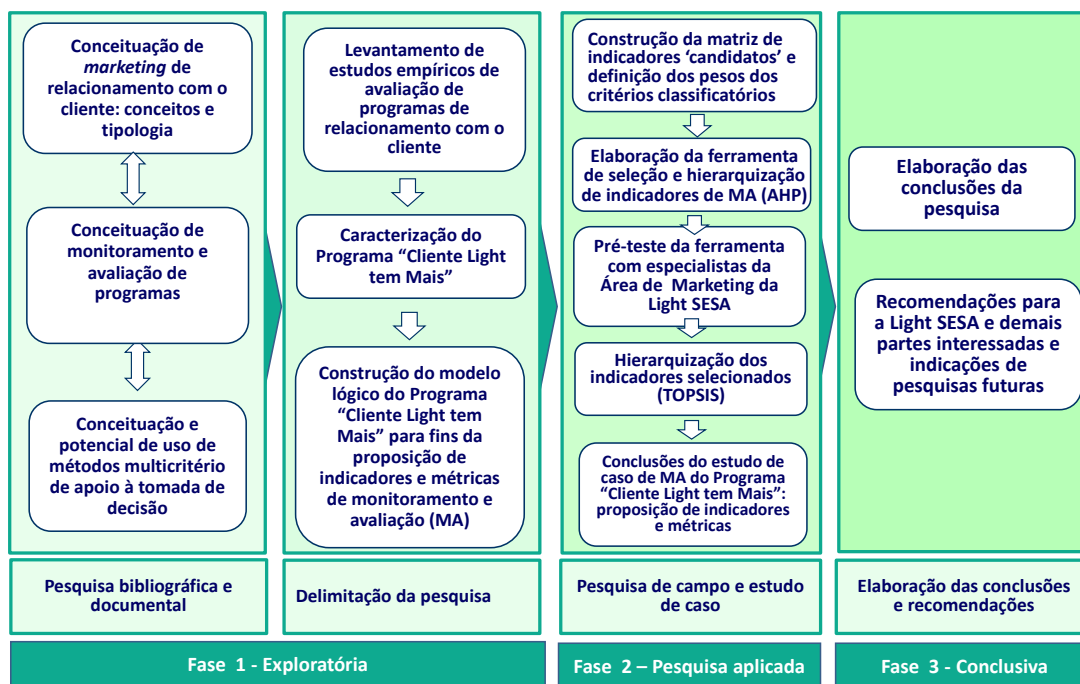 Conceituação de
marketing de
relacionamento com o
cliente: conceitos e
tipologia
Conceituação de
monitoramento e
avaliação de
programas
Conceituação e
potencial de uso de
métodos multicritério
de apoio à tomada de
decisão
Pesquisa bibliográfica e
documental
Levantamento de
estudos empíricos de
avaliação de
programas de
relacionamento com o
cliente
Caracterização do
Programa “Cliente Light
tem Mais”
Construção do modelo
lógico do Programa
“Cliente Light tem
Mais” para fins da
proposição de
indicadores e métricas
de monitoramento e
avaliação (MA)
Delimitação da pesquisa
Construção da matriz de
indicadores ‘candidatos’ e
definição dos pesos dos
critérios classificatórios
Elaboração da ferramenta
de seleção e hierarquização
de indicadores de MA (AHP)
Pré-teste da ferramenta
com especialistas da
Área de Marketing da
Light SESA
Hierarquização dos
indicadores selecionados
(TOPSIS)
Conclusões do estudo de
caso de MA do Programa
“Cliente Light tem Mais”:
proposição de indicadores
e métricas
Pesquisa de campo e estudo
de caso
Elaboração das
conclusões da
pesquisa
Recomendações para
a Light SESA e demais
partes interessadas e
indicações de
pesquisas futuras
Elaboração das conclusões
e recomendações
Fase 1 - Exploratória
Fase 2 – Pesquisa aplicada
Fase 3 - Conclusiva